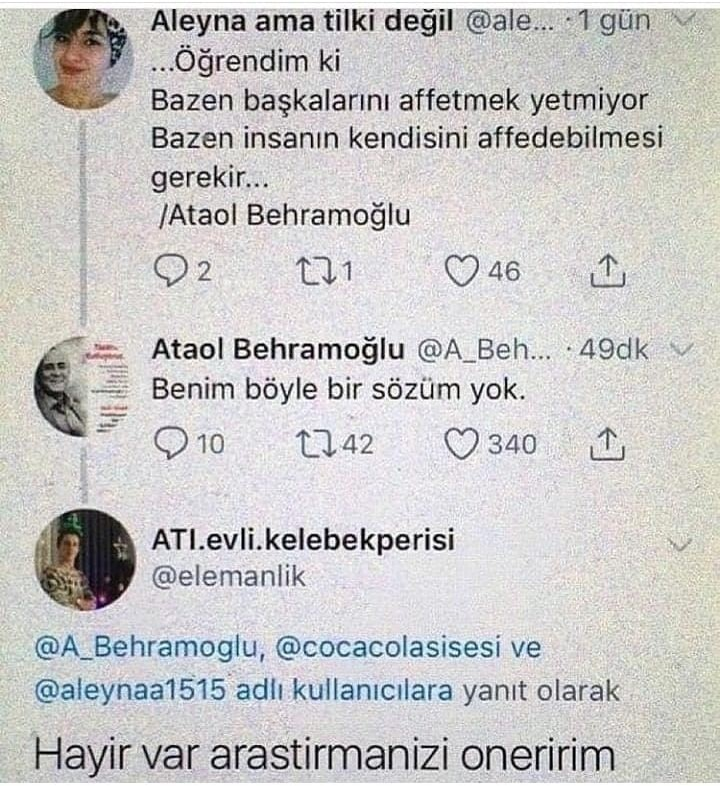 Aleyna ama tilki değil @ale... · 1 gün
...Öğrendim ki
Bazen başkalarını affetmek yetmiyor
Bazen insanın kendisini affedebilmesi
gerekir...
/Ataol Behramoğlu
2 1 46
Ataol Behramoğlu @A_Beh... · 49dk
Benim böyle bir sözüm yok.
10 42 340
ATI.evli.kelebekperisi
@elemanlik
@A_Behramoglu, @cocacolasisesi ve
@aleynaa1515 adlı kullanıcılara yanıt olarak
Hayir var arastirmanizi oneririm